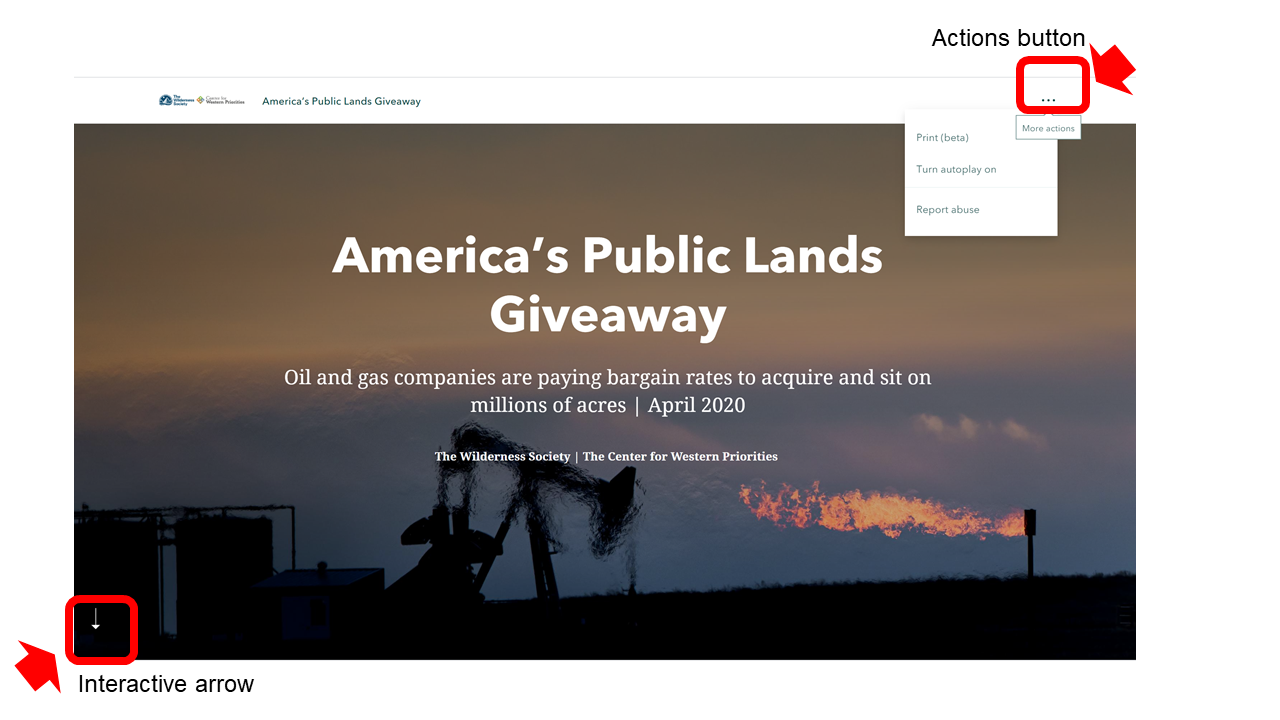 Actions button
The
Wilderness
Society
Center for
Western Priorities
America's Public Lands Giveaway
...
More actions
Print (beta)
Turn autoplay on
Report abuse
America's Public Lands
Giveaway
Oil and gas companies are paying bargain rates to acquire and sit on
millions of acres | April 2020
The Wilderness Society | The Center for Western Priorities
Interactive arrow